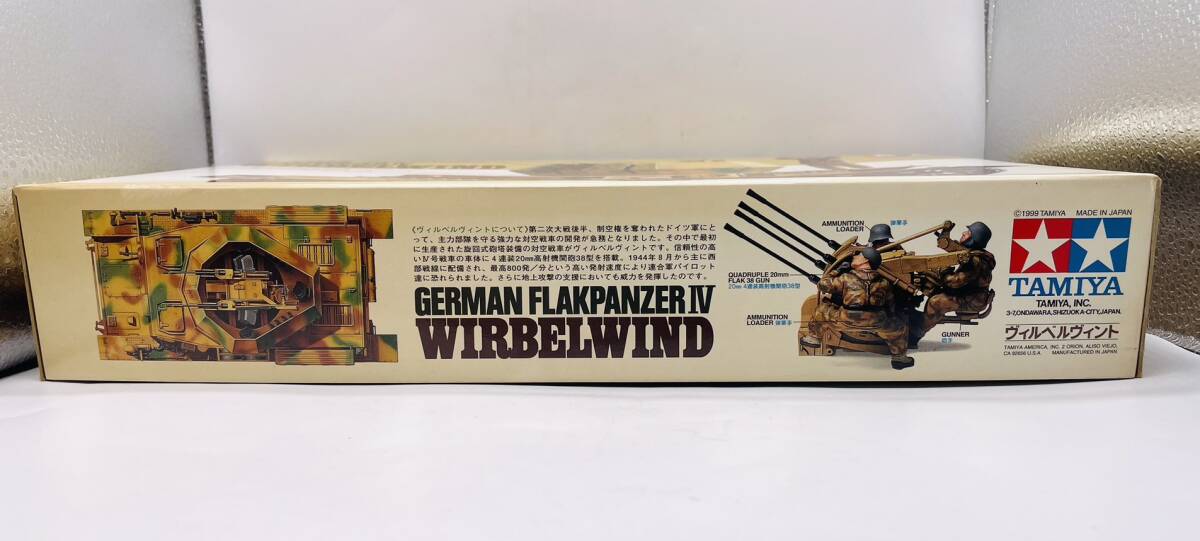 〈ヴィルベルヴィントについて〉第二次大戦後半、制空権を奪われたドイツ軍にと
って、主力部隊を守る強力な対空戦車の開発が急務となりました。その中で最初
に生産された旋回式砲塔装備の対空戦車がヴィルベルヴィントです。信頼性の高
いIV号戦車の車体に4連装20mm高射機関砲38型を搭載。1944年8月から主に西
部戦線に配備され、最高800発／分という高い発射速度により連合軍パイロット
達に恐れられました。さらに地上攻撃の支援においても威力を発揮したのです。
GERMAN FLAKPANZER IV
WIRBELWIND
AMMUNITION
LOADER 弾薬手
QUADRUPLE 20mm
FLAK 38 GUN
20mm 4連装高射機関砲38型
AMMUNITION
LOADER 弾薬手
GUNNER
砲手
©1999 TAMIYA MADE IN JAPAN
TAMIYA
TAMIYA, INC.
3-7, ONDAWARA, SHIZUOKA-CITY, JAPAN.
ヴィルベルヴィント
TAMIYA AMERICA, INC. 2 ORION, ALISO VIEJO,
CA 92656 U.S.A. MANUFACTURED IN JAPAN